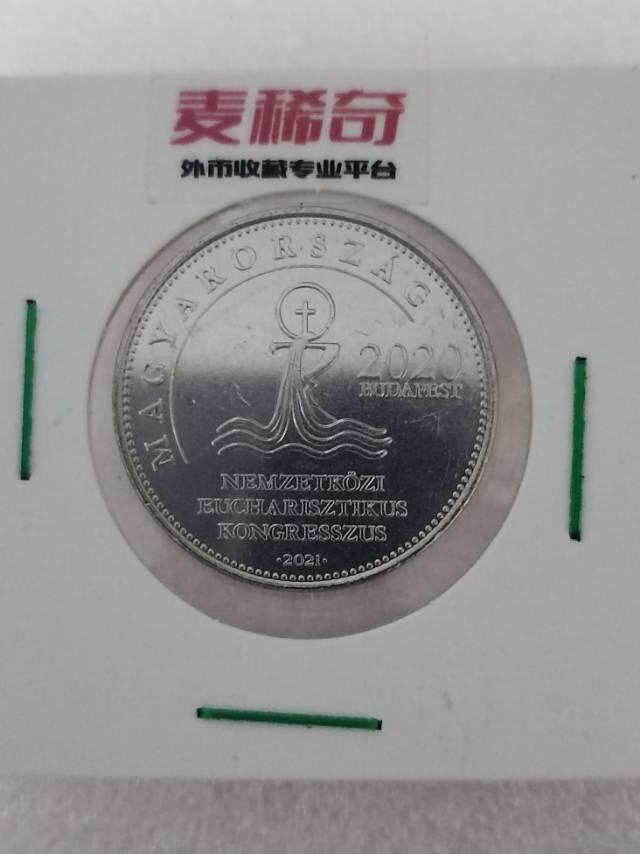 麦稀奇
外币收藏专业平台
MAGYARORSZÁG
2020
BUDAPEST
NEMZETKÖZI
EUCHARISZTIKUS
KONGRESSZUS
·2021·